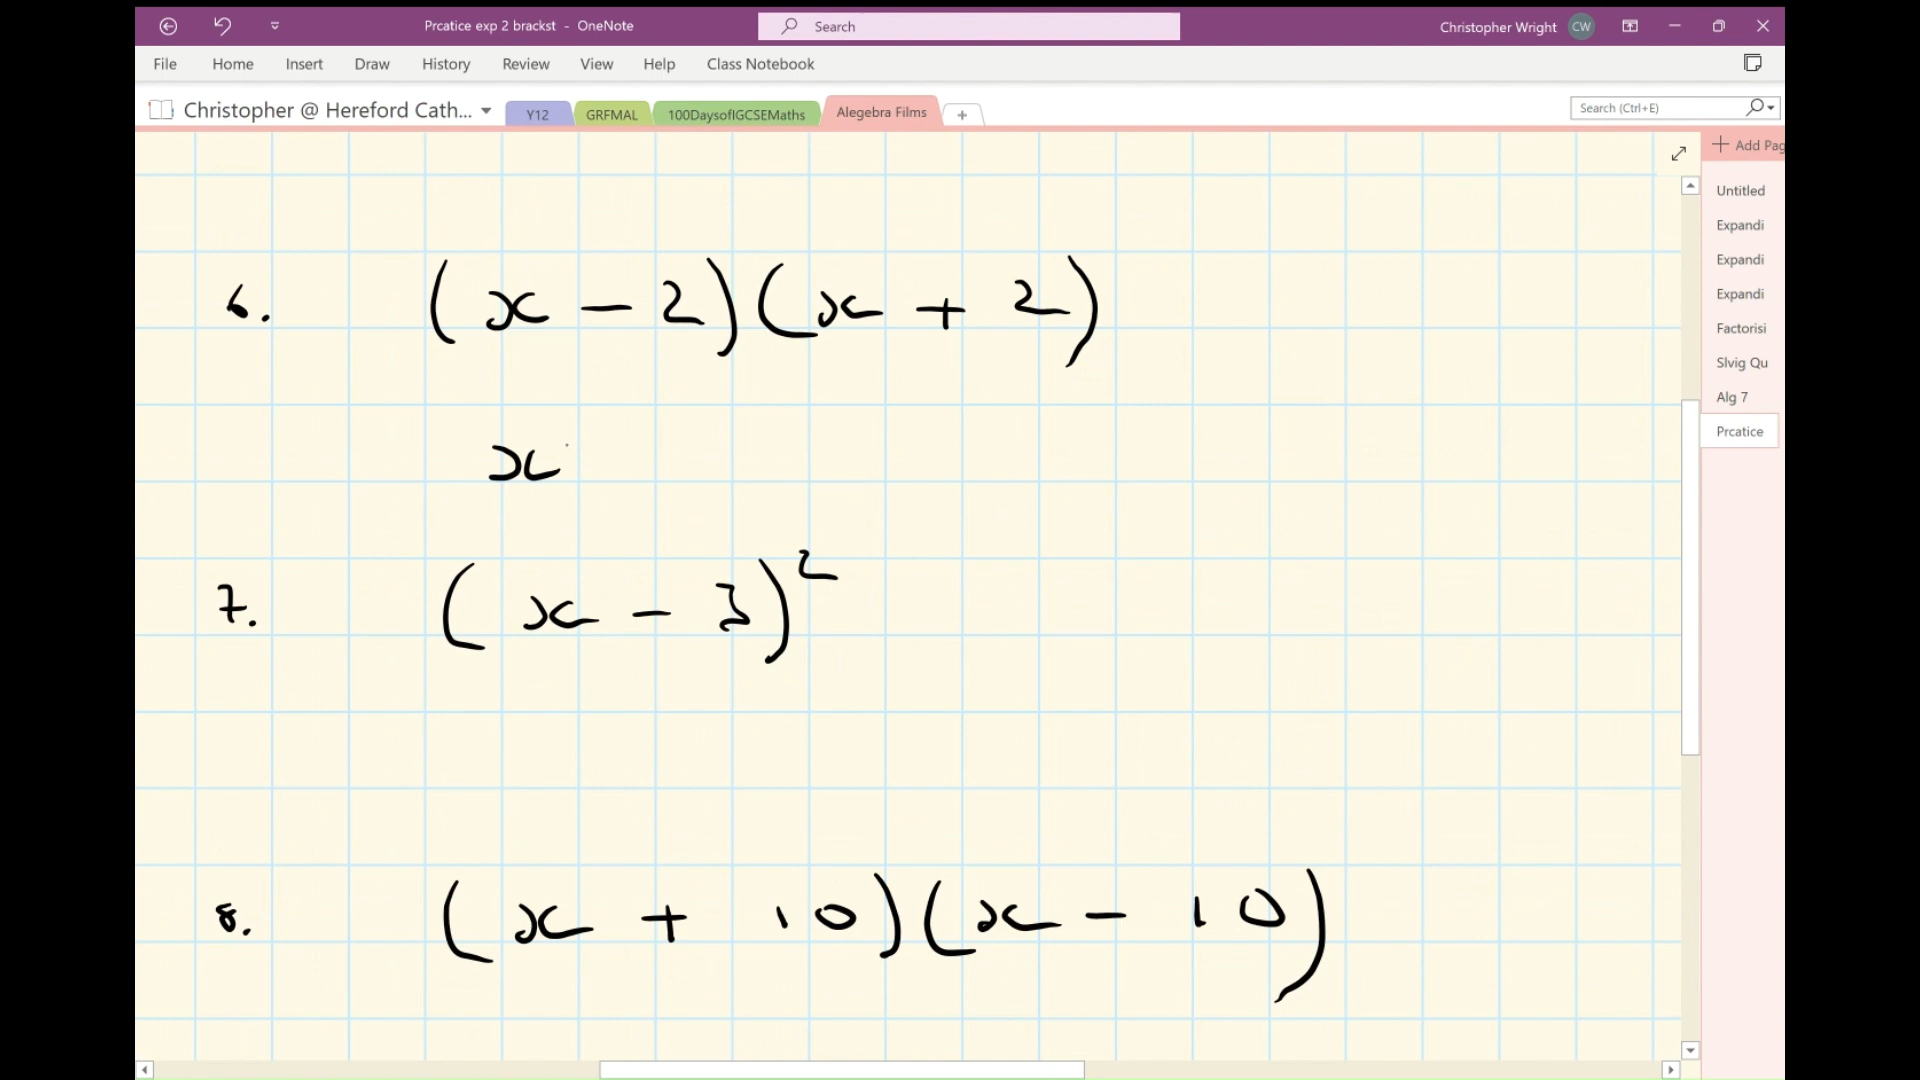 Prcatice exp 2 brackst - OneNote
Search
Christopher Wright CW
File Home Insert Draw History Review View Help Class Notebook
Christopher @ Hereford Cath... Y12 GRFMAL 100DaysofIGCSEMaths Alegebra Films +
Search (Ctrl+E)
Add Pag
Untitled
Expandi
Expandi
Expandi
Factorisi
Slvig Qu
Alg 7
Prcatice
6. (x - 2)(x + 2)
x
7. (x - 3)²
8. (x + 10)(x - 10)